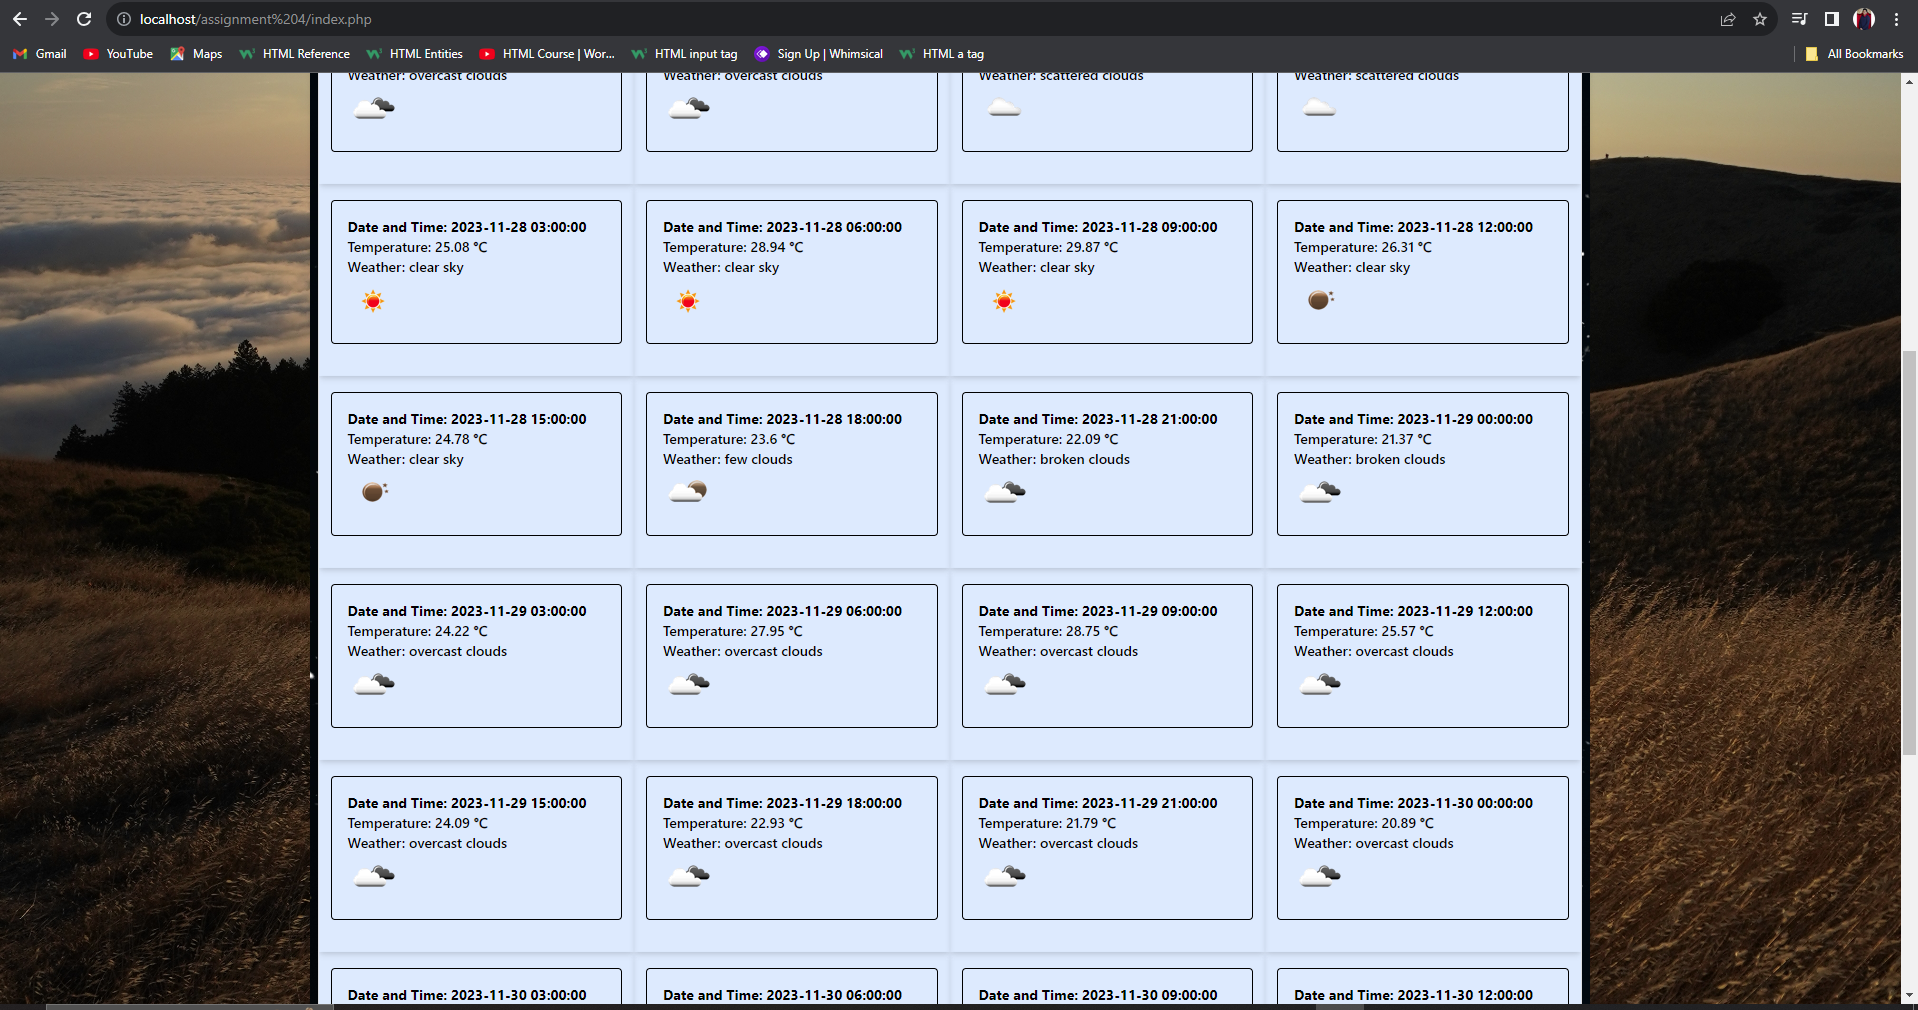 localhost/assignment%204/index.php
Gmail YouTube Maps HTML Reference HTML Entities HTML Course | Wor... HTML input tag Sign Up | Whimsical HTML a tag All Bookmarks
Weather: overcast clouds Weather: overcast clouds Weather: scattered clouds Weather: scattered clouds
Date and Time: 2023-11-28 03:00:00 Date and Time: 2023-11-28 06:00:00 Date and Time: 2023-11-28 09:00:00 Date and Time: 2023-11-28 12:00:00
Temperature: 25.08 °C Temperature: 28.94 °C Temperature: 29.87 °C Temperature: 26.31 °C
Weather: clear sky Weather: clear sky Weather: clear sky Weather: clear sky
Date and Time: 2023-11-28 15:00:00 Date and Time: 2023-11-28 18:00:00 Date and Time: 2023-11-28 21:00:00 Date and Time: 2023-11-29 00:00:00
Temperature: 24.78 °C Temperature: 23.6 °C Temperature: 22.09 °C Temperature: 21.37 °C
Weather: clear sky Weather: few clouds Weather: broken clouds Weather: broken clouds
Date and Time: 2023-11-29 03:00:00 Date and Time: 2023-11-29 06:00:00 Date and Time: 2023-11-29 09:00:00 Date and Time: 2023-11-29 12:00:00
Temperature: 24.22 °C Temperature: 27.95 °C Temperature: 28.75 °C Temperature: 25.57 °C
Weather: overcast clouds Weather: overcast clouds Weather: overcast clouds Weather: overcast clouds
Date and Time: 2023-11-29 15:00:00 Date and Time: 2023-11-29 18:00:00 Date and Time: 2023-11-29 21:00:00 Date and Time: 2023-11-30 00:00:00
Temperature: 24.09 °C Temperature: 22.93 °C Temperature: 21.79 °C Temperature: 20.89 °C
Weather: overcast clouds Weather: overcast clouds Weather: overcast clouds Weather: overcast clouds
Date and Time: 2023-11-30 03:00:00 Date and Time: 2023-11-30 06:00:00 Date and Time: 2023-11-30 09:00:00 Date and Time: 2023-11-30 12:00:00